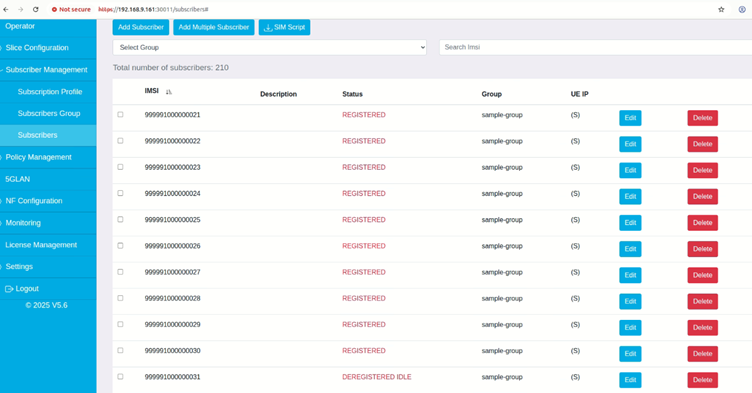 Not secure https://192.168.9.161:30011/subscribers#
Operator
Slice Configuration
Subscriber Management
Subscription Profile
Subscribers Group
Subscribers
Policy Management
5GLAN
NF Configuration
Monitoring
License Management
Settings
Logout
© 2025 V5.6
Add Subscriber Add Multiple Subscriber SIM Script
Select Group Search Imsi
Total number of subscribers: 210
IMSI Description Status Group UE IP
999991000000021 REGISTERED sample-group (S) Edit Delete
999991000000022 REGISTERED sample-group (S) Edit Delete
999991000000023 REGISTERED sample-group (S) Edit Delete
999991000000024 REGISTERED sample-group (S) Edit Delete
999991000000025 REGISTERED sample-group (S) Edit Delete
999991000000026 REGISTERED sample-group (S) Edit Delete
999991000000027 REGISTERED sample-group (S) Edit Delete
999991000000028 REGISTERED sample-group (S) Edit Delete
999991000000029 REGISTERED sample-group (S) Edit Delete
999991000000030 REGISTERED sample-group (S) Edit Delete
999991000000031 DEREGISTERED IDLE sample-group (S) Edit Delete